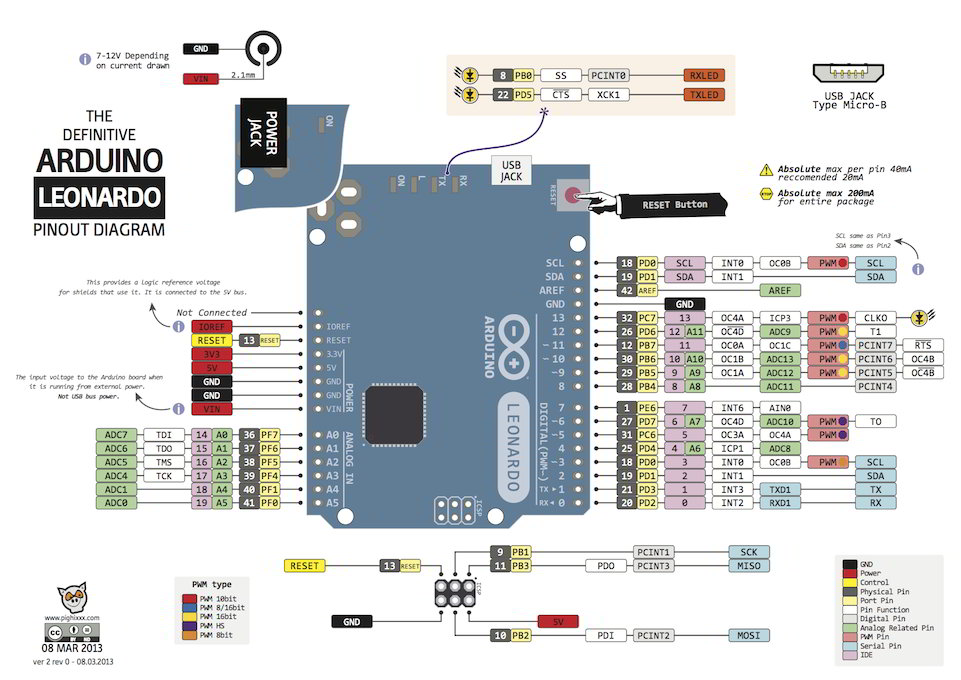 7-12V Depending
on current drawn
GND
VIN
2.1mm
THE
DEFINITIVE
ARDUINO
LEONARDO
PINOUT DIAGRAM
POWER
JACK
ON
8 PB0 SS PCINT0 RXLED
22 PD5 CTS XCK1 TXLED
*
USB JACK
Type Micro-B
USB
JACK
ON L TX RX
RESET
RESET Button
Absolute max per pin 40mA
reccomended 20mA
Absolute max 200mA
for entire package
SCL same as Pin3
SDA same as Pin2
SCL 18 PD0 SCL INT0 OC0B PWM SCL
SDA 19 PD1 SDA INT1 SDA
AREF 42 AREF AREF
GND GND
13 32 PC7 13 OC4A ICP3 PWM CLKO
12 26 PD6 12 A11 OC4D ADC9 PWM T1
~11 12 PB7 11 OC0A OC1C PWM PCINT7 RTS
~10 30 PB6 10 A10 OC1B ADC13 PWM PCINT6 OC4B
~9 29 PB5 9 A9 OC1A ADC12 PWM PCINT5 OC4B
8 28 PB4 8 A8 ADC11 PCINT4
7 1 PE6 7 INT6 AIN0
~6 27 PD7 6 A7 OC4D ADC10 PWM TO
~5 31 PC6 5 OC3A OC4A PWM
4 25 PD4 4 A6 ICP1 ADC8
~3 18 PD0 3 INT0 OC0B PWM SCL
2 19 PD1 2 INT1 SDA
TX 1 21 PD3 1 INT3 TXD1 TX
RX 0 20 PD2 0 INT2 RXD1 RX
ARDUINO
LEONARDO
DIGITAL (PWM~)
This provides a logic reference voltage
for shields that use it. It is connected to the 5V bus.
Not Connected
IOREF IOREF
RESET 13 RESET RESET
3V3 3.3V
5V 5V
GND GND
GND GND
VIN VIN
POWER
The input voltage to the Arduino board when
it is running from external power.
Not USB bus power.
ADC7 TDI 14 A0 36 PF7 A0
ADC6 TDO 15 A1 37 PF6 A1
ADC5 TMS 16 A2 38 PF5 A2
ADC4 TCK 17 A3 39 PF4 A3
ADC1 18 A4 40 PF1 A4
ADC0 19 A5 41 PF0 A5
ANALOG IN
ICSP
RESET 13 RESET
9 PB1 PCINT1 SCK
11 PB3 PDO PCINT3 MISO
ICSP
GND
5V
10 PB2 PDI PCINT2 MOSI
www.pighixxx.com
cc BY ND
08 MAR 2013
ver 2 rev 0 - 08.03.2013
PWM type
PWM 10bit
PWM 8/16bit
PWM 16bit
PWM HS
PWM 8bit
GND
Power
Control
Physical Pin
Port Pin
Pin Function
Digital Pin
Analog Related Pin
PWM Pin
Serial Pin
IDE